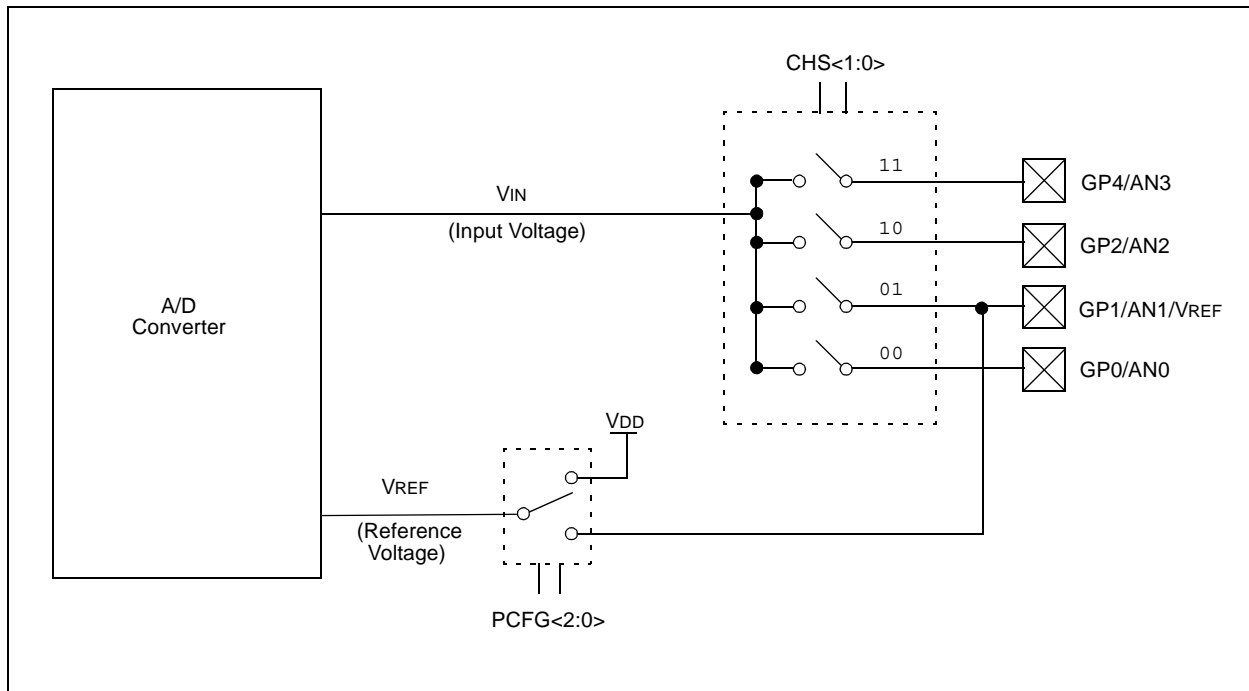 CHS<1:0>
11
GP4/AN3
VIN
(Input Voltage)
10
GP2/AN2
A/D
Converter
01
GP1/AN1/VREF
00
GP0/AN0
VDD
VREF
(Reference
Voltage)
PCFG<2:0>